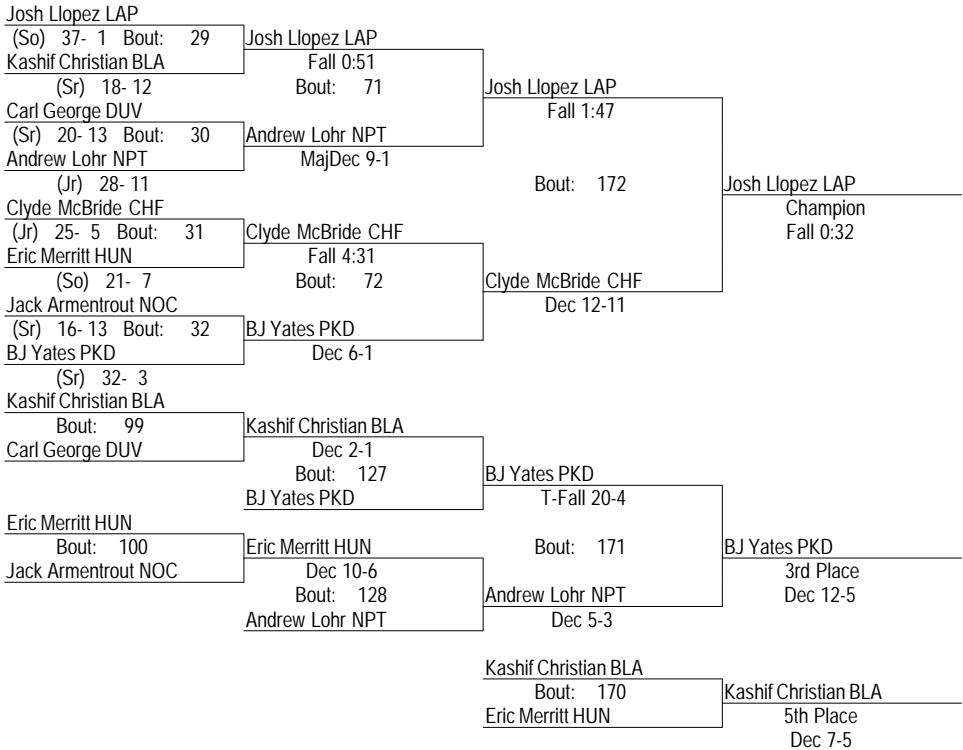 Josh Llopez LAP
(So) 37- 1 Bout: 29 Josh Llopez LAP
Kashif Christian BLA Fall 0:51
(Sr) 18- 12 Bout: 71 Josh Llopez LAP
Carl George DUV Fall 1:47
(Sr) 20- 13 Bout: 30 Andrew Lohr NPT
Andrew Lohr NPT MajDec 9-1
(Jr) 28- 11 Bout: 172 Josh Llopez LAP
Clyde McBride CHF Champion
(Jr) 25- 5 Bout: 31 Clyde McBride CHF Fall 0:32
Eric Merritt HUN Fall 4:31
(So) 21- 7 Bout: 72 Clyde McBride CHF
Jack Armentrout NOC Dec 12-11
(Sr) 16- 13 Bout: 32 BJ Yates PKD
BJ Yates PKD Dec 6-1
(Sr) 32- 3
Kashif Christian BLA
Bout: 99 Kashif Christian BLA
Carl George DUV Dec 2-1
Bout: 127 BJ Yates PKD
BJ Yates PKD T-Fall 20-4
Eric Merritt HUN
Bout: 100 Eric Merritt HUN Bout: 171 BJ Yates PKD
Jack Armentrout NOC Dec 10-6 3rd Place
Bout: 128 Andrew Lohr NPT Dec 12-5
Andrew Lohr NPT Dec 5-3
Kashif Christian BLA
Bout: 170 Kashif Christian BLA
Eric Merritt HUN 5th Place
Dec 7-5